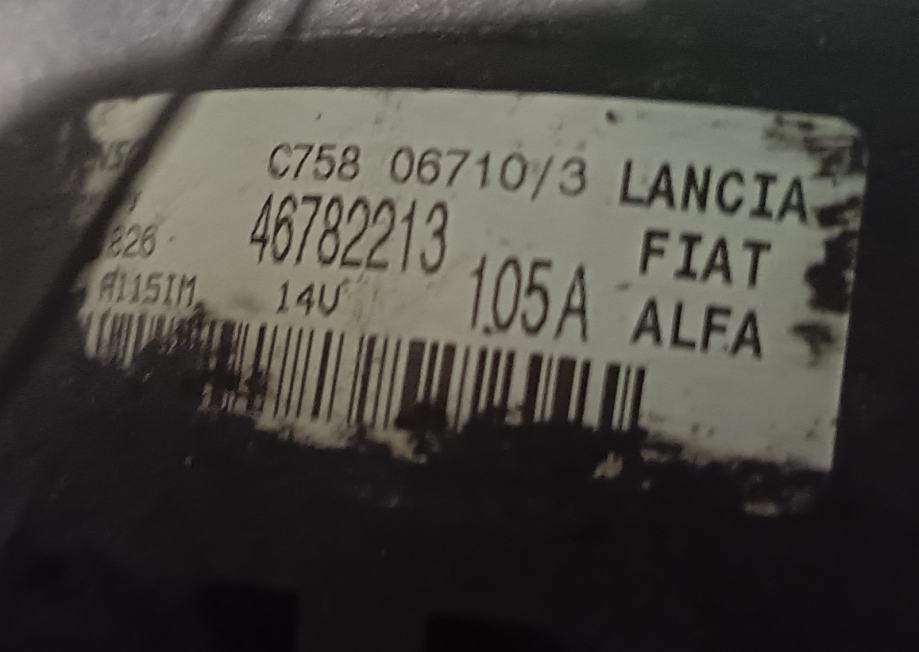 C758 06710/3 LANCIA
46782213 FIAT
826
A115IM 14V 105A ALFA